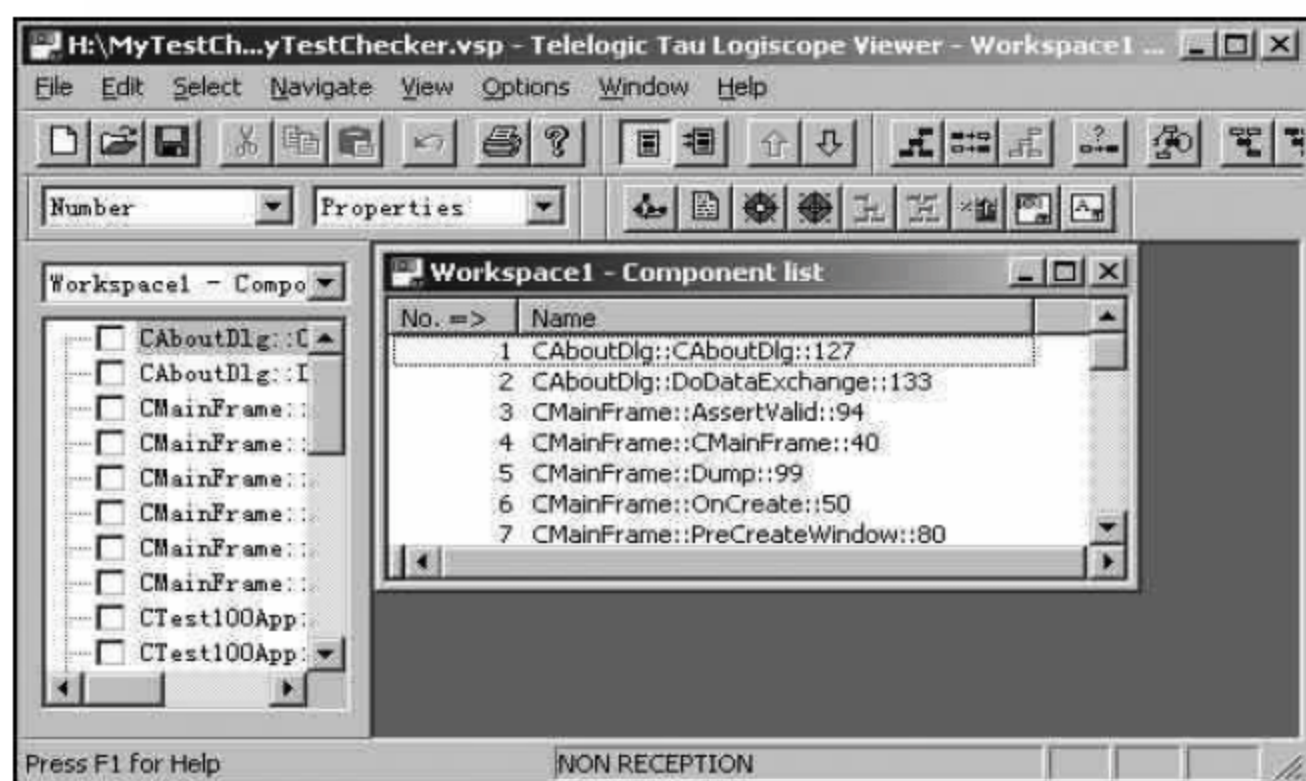 H:\MyTestCh...yTestChecker.vsp - Telelogic Tau Logiscope Viewer - Workspace1 ...
File Edit Select Navigate View Options Window Help
Number Properties
Workspace1 - Compo
CAboutDlg::C
CAboutDlg::D
CMainFrame::
CMainFrame::
CMainFrame::
CMainFrame::
CMainFrame::
CMainFrame::
CTest100App:
CTest100App:
Workspace1 - Component list
No. => Name
1 CAboutDlg::CAboutDlg::127
2 CAboutDlg::DoDataExchange::133
3 CMainFrame::AssertValid::94
4 CMainFrame::CMainFrame::40
5 CMainFrame::Dump::99
6 CMainFrame::OnCreate::50
7 CMainFrame::PreCreateWindow::80
Press F1 for Help NON RECEPTION